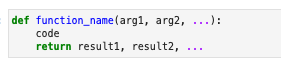 def function_name(arg1, arg2, ...):
    code
    return result1, result2, ...